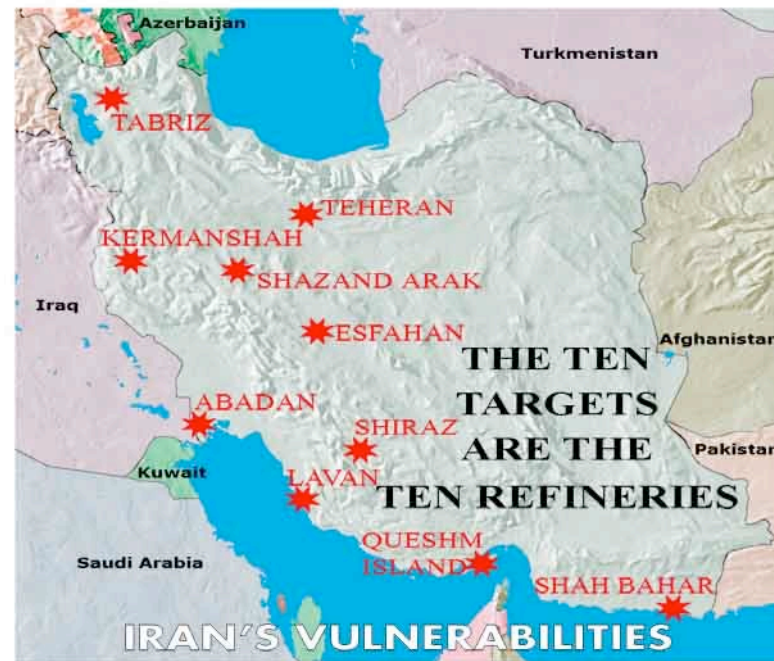 Azerbaijan
Turkmenistan
TABRIZ
TEHERAN
KERMANSHAH
SHAZAND ARAK
Iraq
ESFAHAN
Afghanistan
THE TEN
TARGETS
ARE THE
TEN REFINERIES
ABADAN
SHIRAZ
Pakistan
Kuwait
LAVAN
Saudi Arabia
QUESHM
ISLAND
SHAH BAHAR
IRAN'S VULNERABILITIES